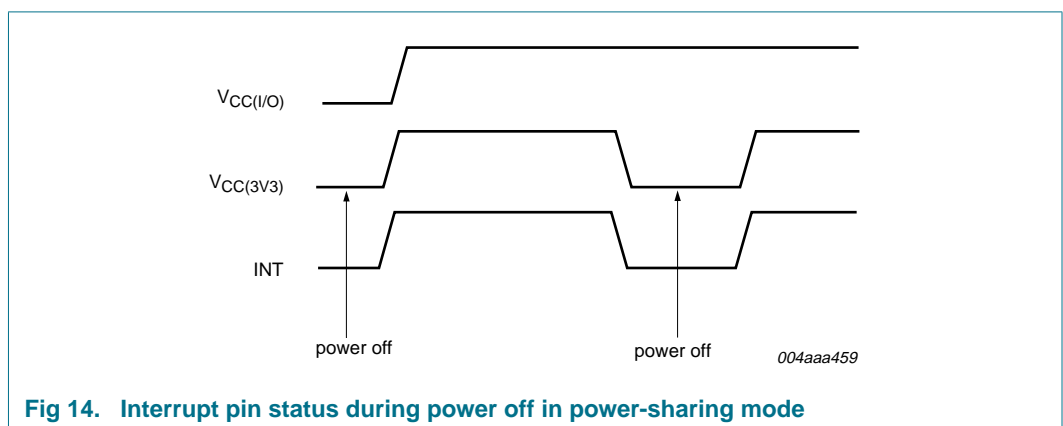 VCC(I/O)
VCC(3V3)
INT
power off
power off
004aaa459
Fig 14. Interrupt pin status during power off in power-sharing mode